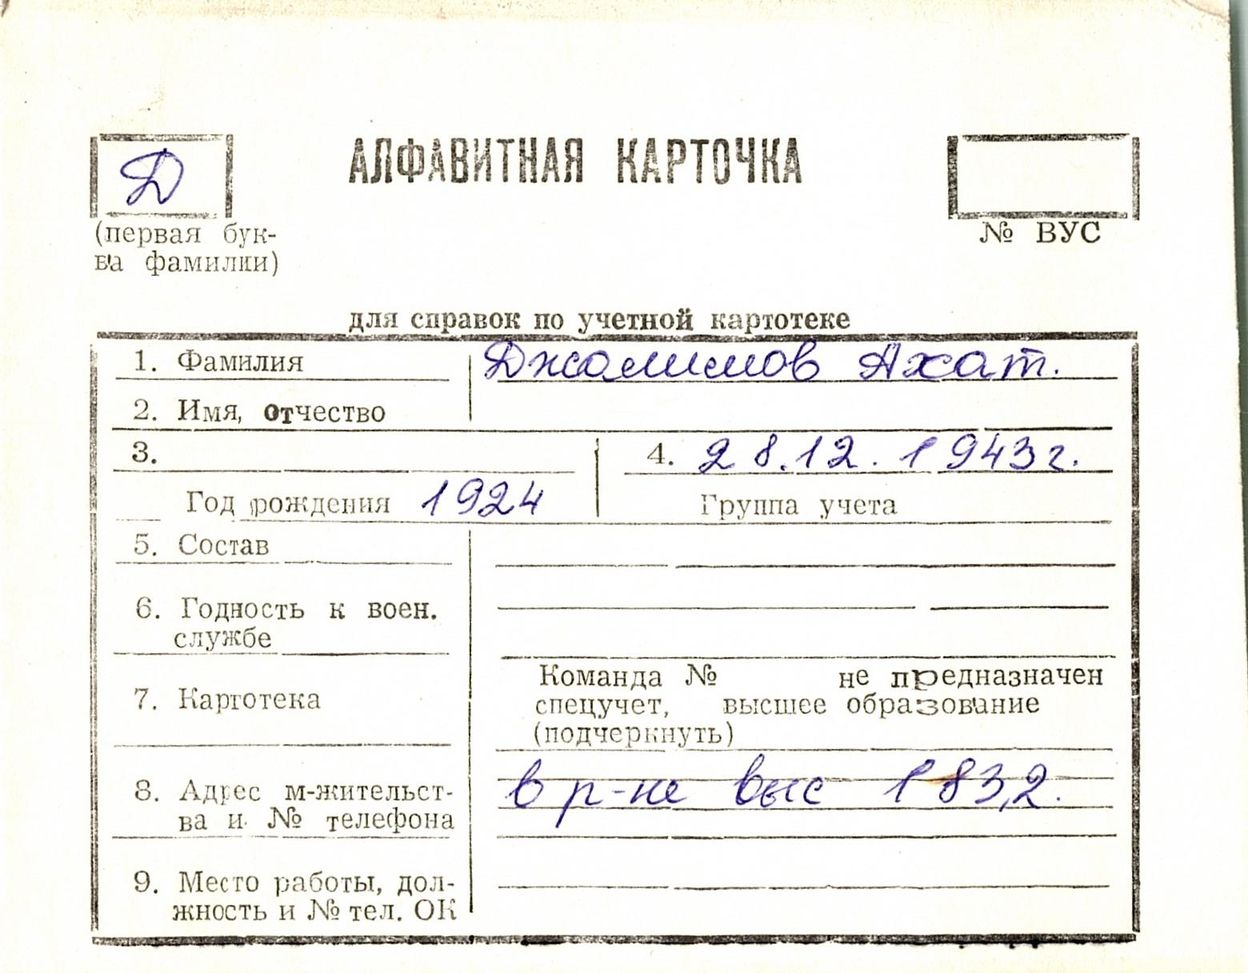 Д
АЛФАВИТНАЯ КАРТОЧКА
(первая бук-
ва фамилии)
№ ВУС
для справок по учетной картотеке
1. Фамилия
Джалимов Ахат.
2. Имя, отчество
3.
4. 28.12.1943г.
Год рождения 1924
Группа учета
5. Состав
6. Годность к воен.
службе
7. Картотека
Команда № не предназначен
спецучет, высшее образование
(подчеркнуть)
8. Адрес м-жительст-
ва и № телефона
в р-не выс 183,2.
9. Место работы, дол-
жность и № тел. ОК